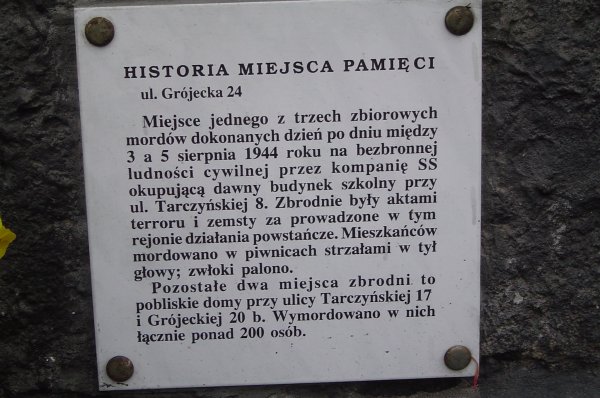 HISTORIA MIEJSCA PAMIĘCI
ul. Grójecka 24
Miejsce jednego z trzech zbiorowych
mordów dokonanych dzień po dniu między
3 a 5 sierpnia 1944 roku na bezbronnej
ludności cywilnej przez kompanię SS
okupującą dawny budynek szkolny przy
ul. Tarczyńskiej 8. Zbrodnie były aktami
terroru i zemsty za prowadzone w tym
rejonie działania powstańcze. Mieszkańców
mordowano w piwnicach strzałami w tył
głowy; zwłoki palono.
Pozostałe dwa miejsca zbrodni to
pobliskie domy przy ulicy Tarczyńskiej 17
i Grójeckiej 20 b. Wymordowano w nich
łącznie ponad 200 osób.